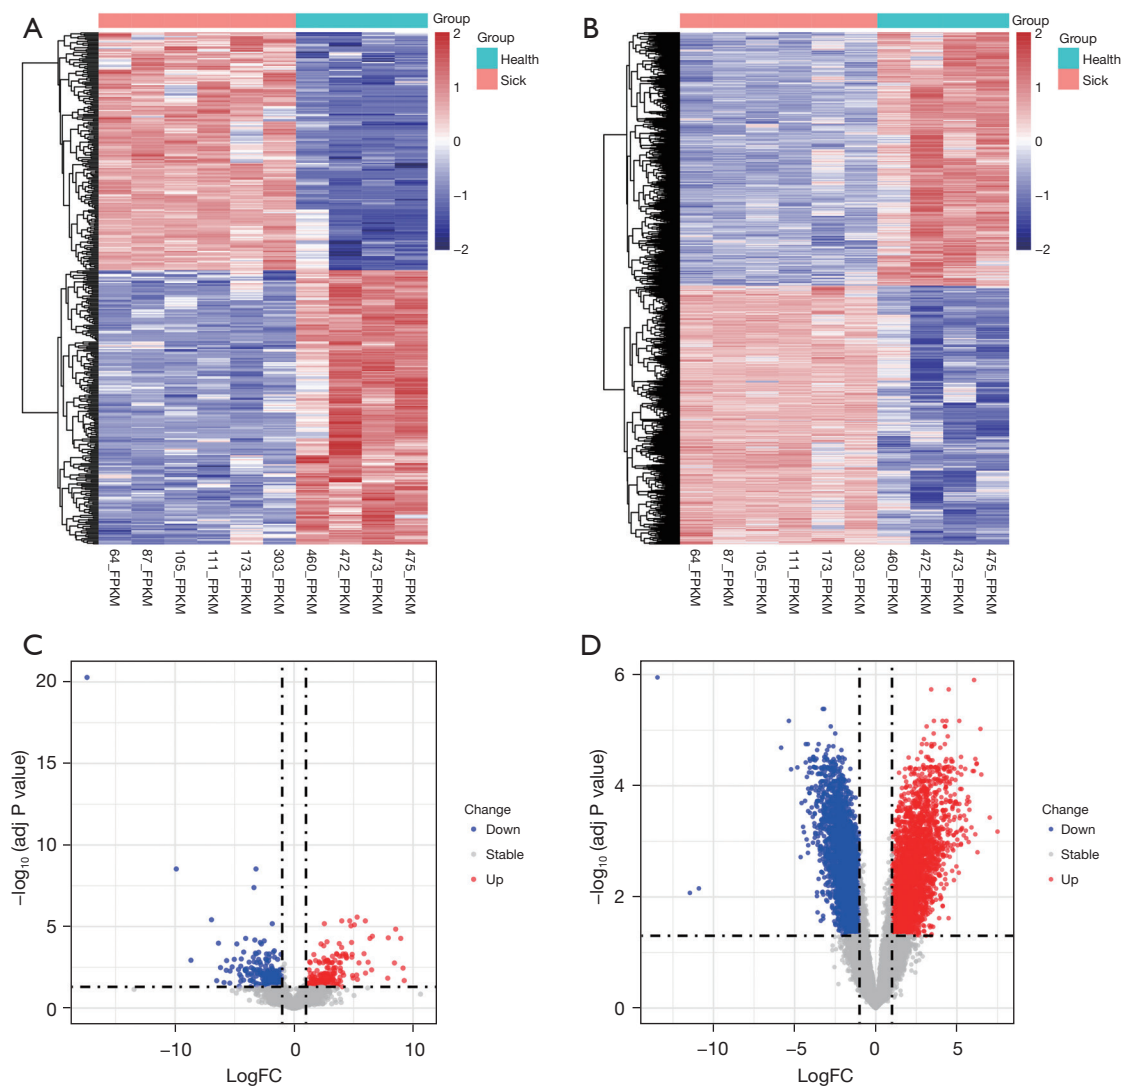 A
Group
2
1
0
−1
−2
Group
Health
Sick
64_FPKM
87_FPKM
105_FPKM
111_FPKM
173_FPKM
303_FPKM
460_FPKM
472_FPKM
473_FPKM
475_FPKM
B
Group
2
1
0
−1
−2
Group
Health
Sick
64_FPKM
87_FPKM
105_FPKM
111_FPKM
173_FPKM
303_FPKM
460_FPKM
472_FPKM
473_FPKM
475_FPKM
C
−log₁₀ (adj P value)
20
15
10
5
0
−10
0
10
LogFC
Change
Down
Stable
Up
D
−log₁₀ (adj P value)
6
4
2
0
−10
−5
0
5
LogFC
Change
Down
Stable
Up